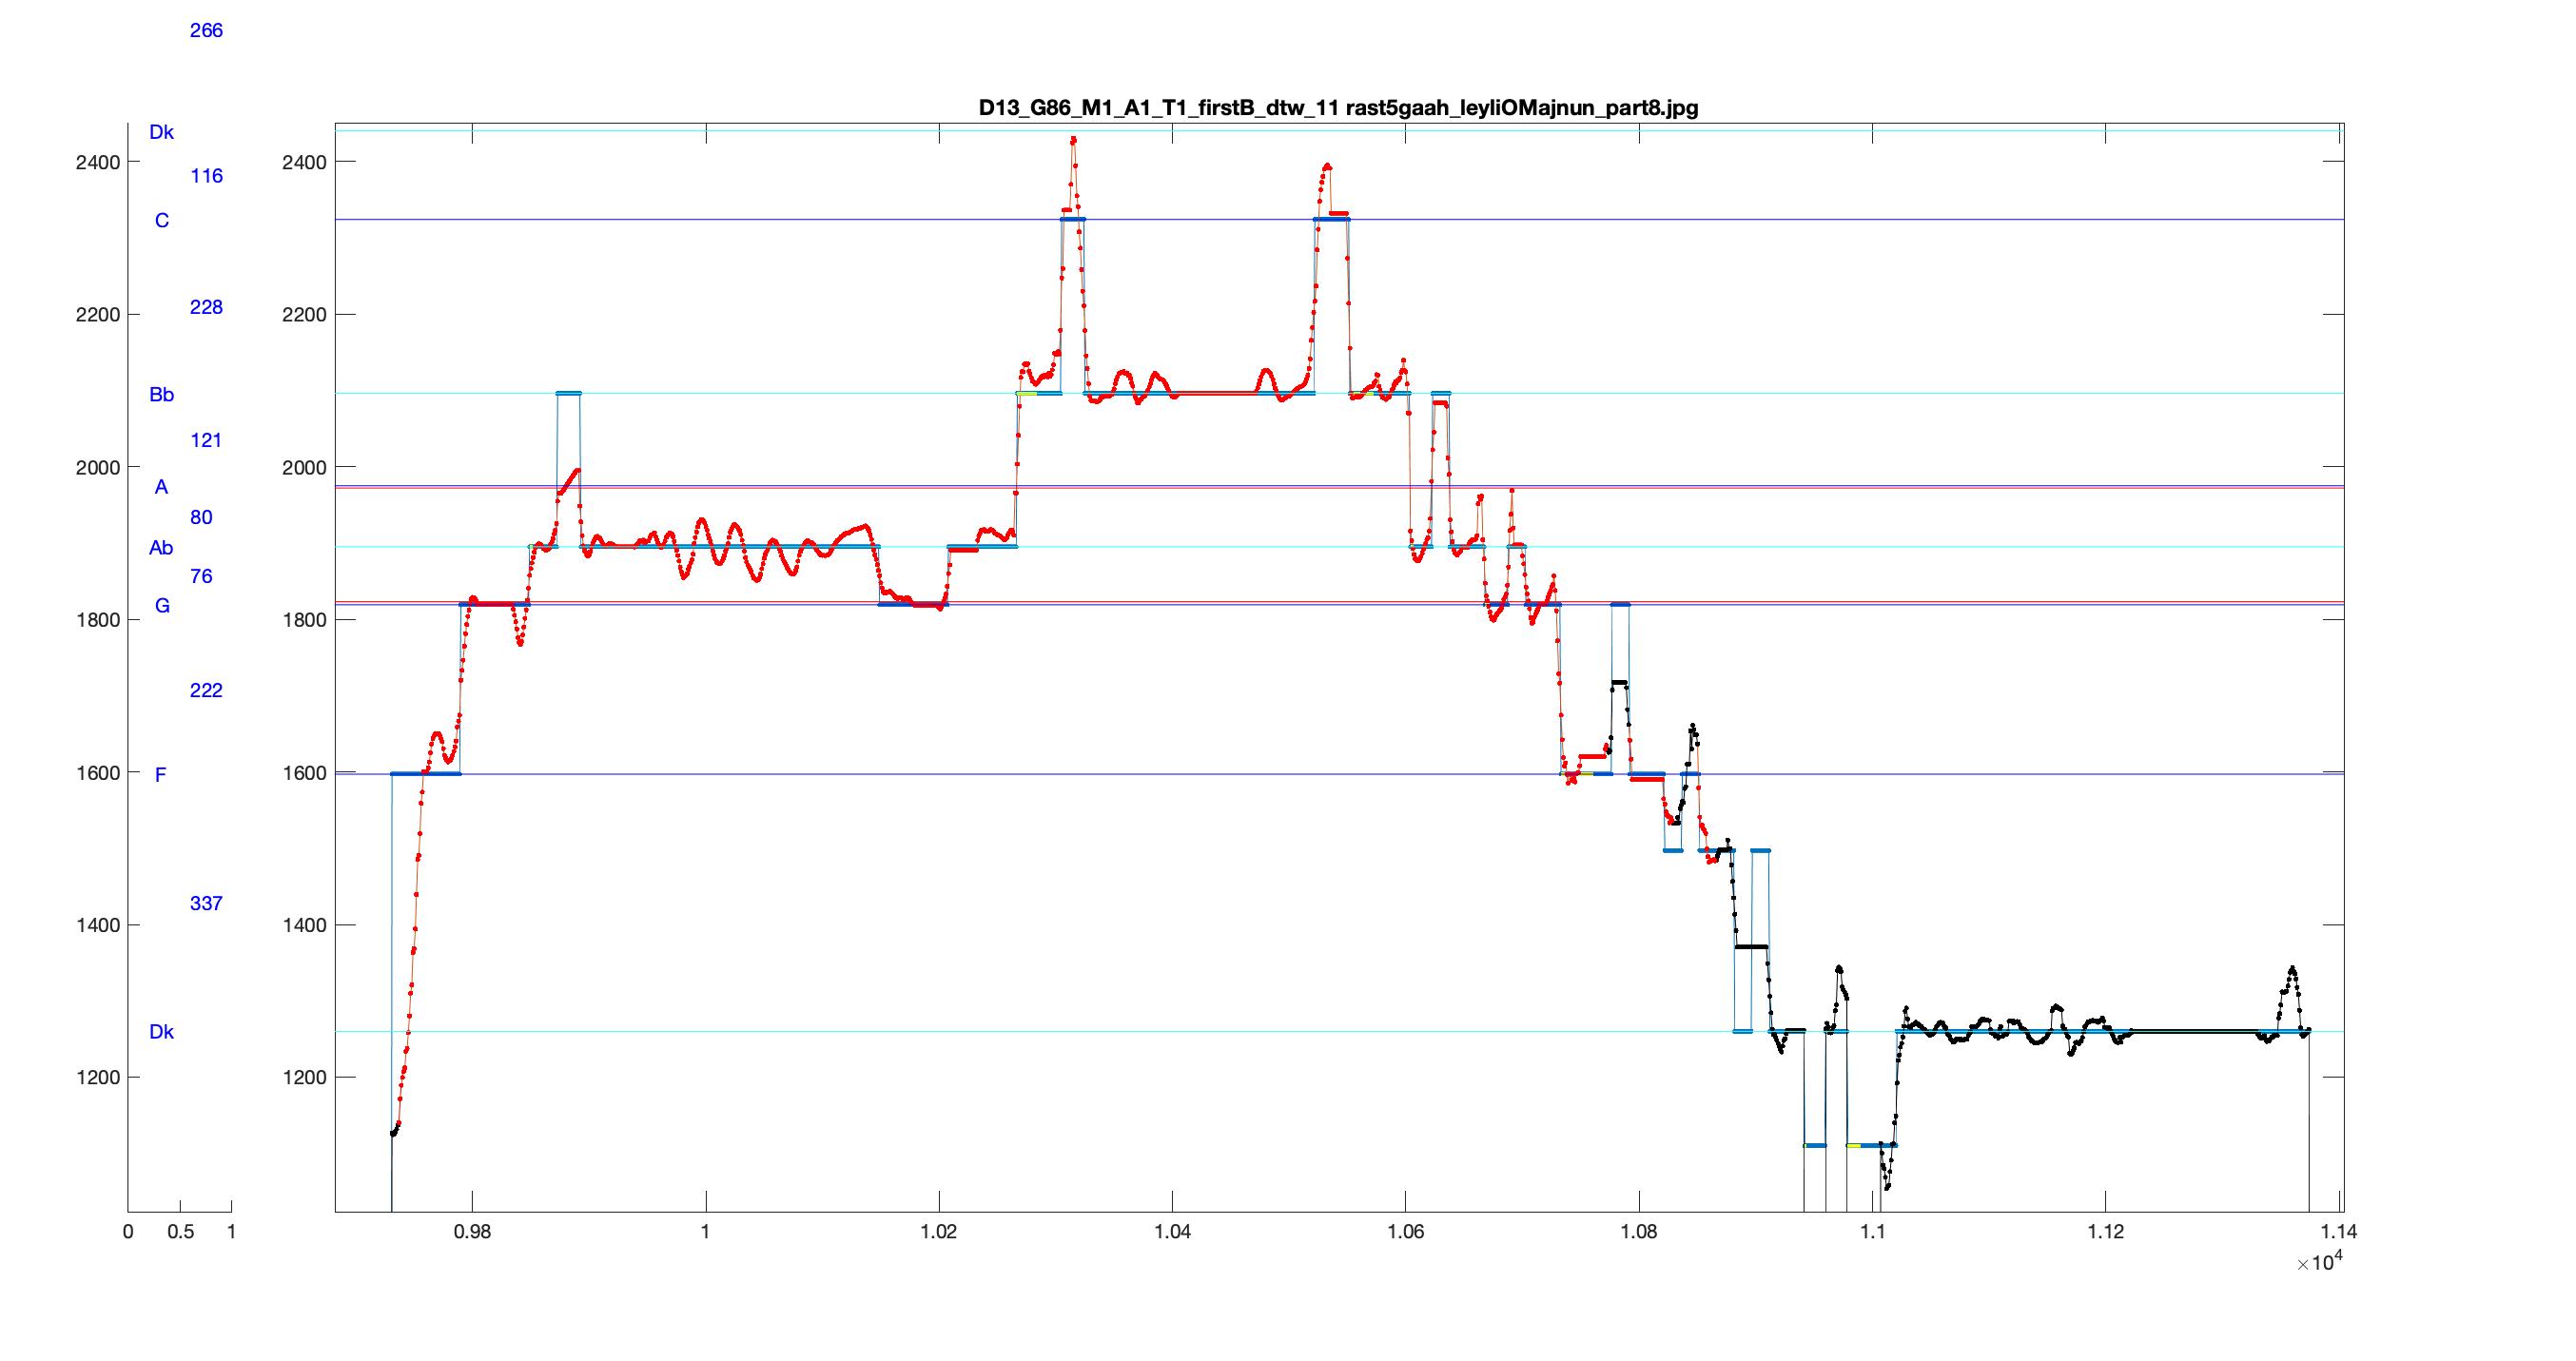 266
D13_G86_M1_A1_T1_firstB_dtw_11 rast5gaah_leyliOMajnun_part8.jpg
Dk
2400 2400
116
C
228
2200 2200
Bb
121
2000 2000
A
80
Ab
76
G
1800 1800
222
1600 F 1600
337
1400 1400
Dk
1200 1200
0 0.5 1 0.98 1 1.02 1.04 1.06 1.08 1.1 1.12 1.14
×10⁴